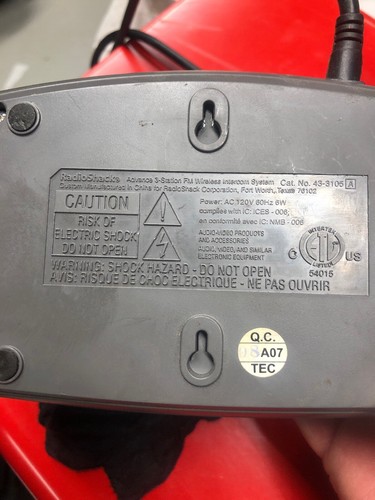 RadioShack Advance 3-Station FM Wireless Intercom System Cat. No. 43-3106 A
Custom Manufactured in China for RadioShack Corporation, Fort Worth, Texas 76102
CAUTION
RISK OF
ELECTRIC SHOCK
DO NOT OPEN
Power: AC 120V 60Hz 6W
complies with IC: ICES - 006,
en conformité avec IC: NMB - 006
AUDIO-VIDEO PRODUCTS
AND ACCESSORIES
AUDIO, VIDEO, AND SIMILAR
ELECTRONIC EQUIPMENT
INTERTEK
C US
LISTED
54015
WARNING: SHOCK HAZARD - DO NOT OPEN
AVIS: RISQUE DE CHOC ELECTRIQUE - NE PAS OUVRIR
Q.C.
A07
TEC